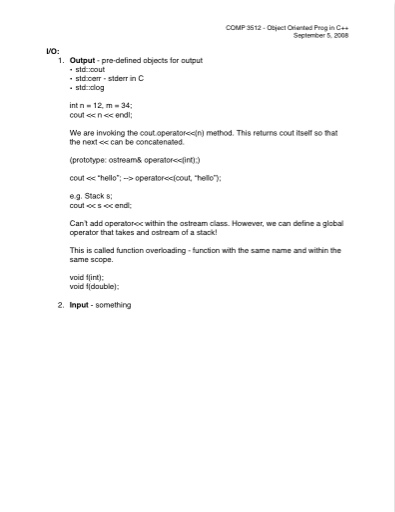 COMP 3512 - Object Oriented Prog in C++
September 5, 2008
I/O:
1. Output - pre-defined objects for output
• std::cout
• std::cerr - stderr in C
• std::clog
int n = 12, m = 34;
cout << n << endl;
We are invoking the cout.operator<<(n) method. This returns cout itself so that
the next << can be concatenated.
(prototype: ostream& operator<<(int);)
cout << "hello"; --> operator<<(cout, "hello");
e.g. Stack s;
cout << s << endl;
Can't add operator<< within the ostream class. However, we can define a global
operator that takes and ostream of a stack!
This is called function overloading - function with the same name and within the
same scope.
void f(int);
void f(double);
2. Input - something